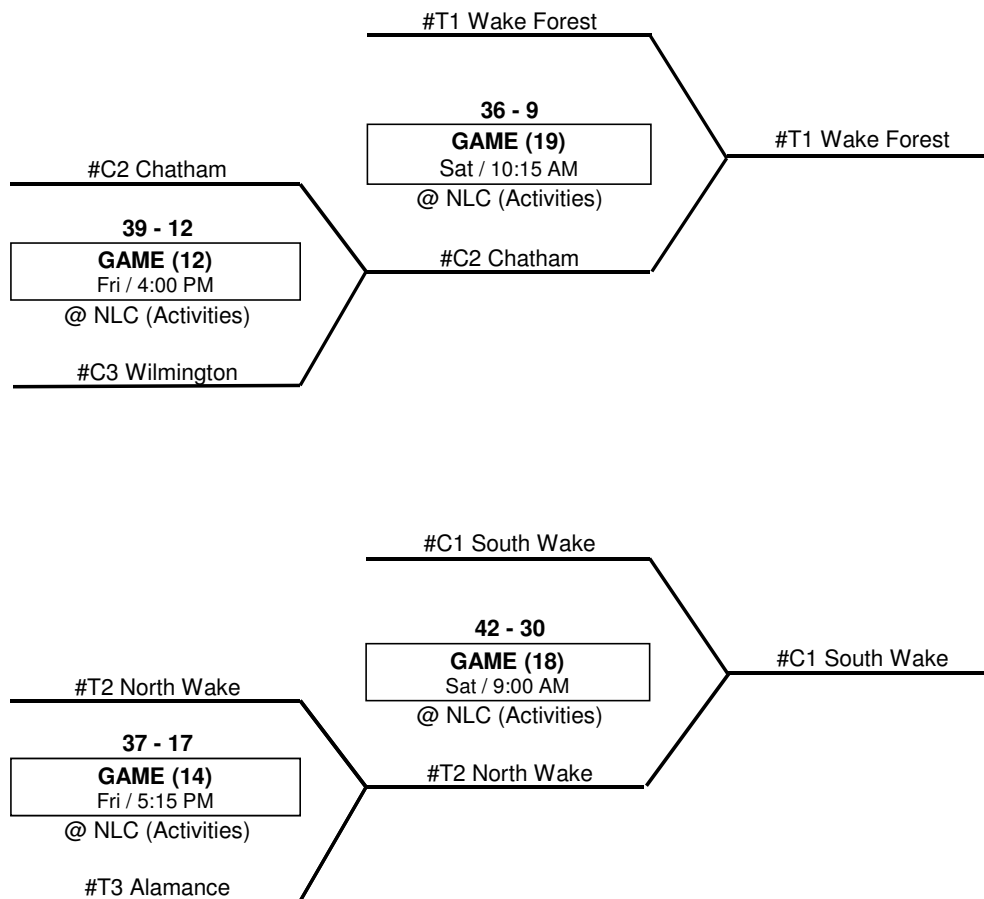 #T1 Wake Forest
36 - 9
GAME (19)
Sat / 10:15 AM
@ NLC (Activities)
#T1 Wake Forest
#C2 Chatham
39 - 12
GAME (12)
Fri / 4:00 PM
@ NLC (Activities)
#C2 Chatham
#C3 Wilmington
#C1 South Wake
42 - 30
GAME (18)
Sat / 9:00 AM
@ NLC (Activities)
#C1 South Wake
#T2 North Wake
37 - 17
GAME (14)
Fri / 5:15 PM
@ NLC (Activities)
#T2 North Wake
#T3 Alamance